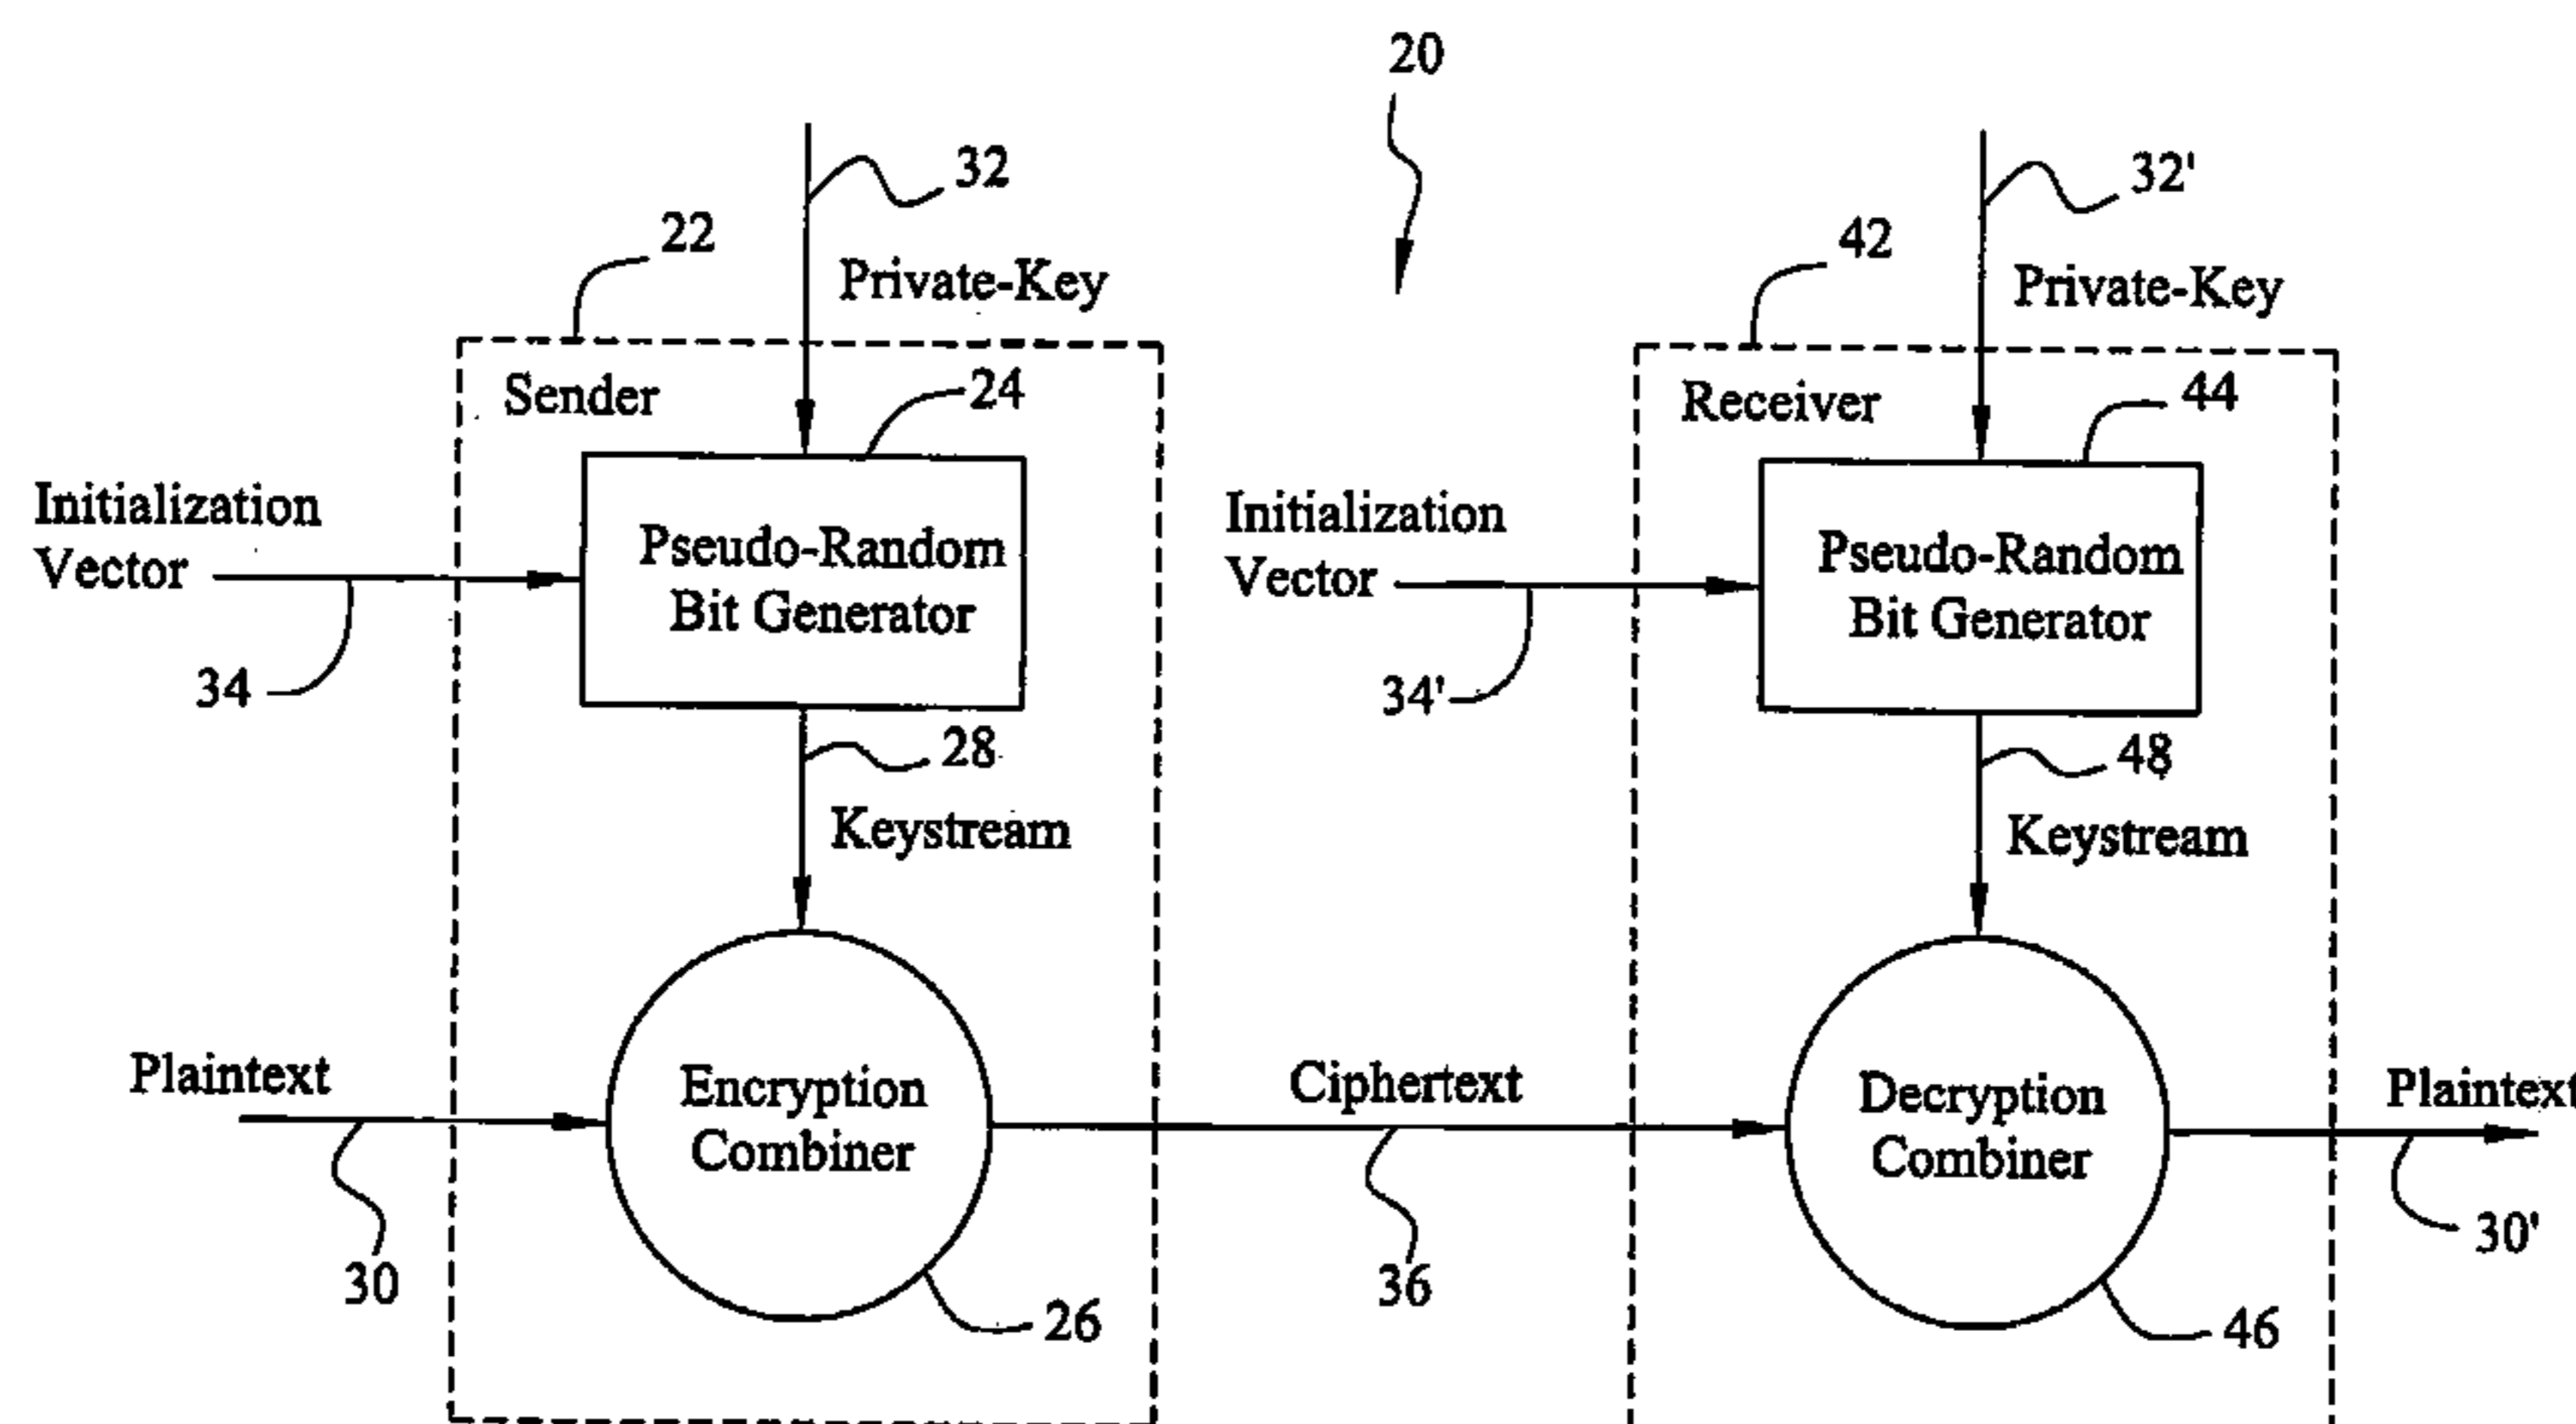 20
32
32'
22
42
Private-Key
Private-Key
Sender
24
Receiver
44
Initialization
Vector
Initialization
Vector
Pseudo-Random
Bit Generator
Pseudo-Random
Bit Generator
34
34'
28
48
Keystream
Keystream
Plaintext
Encryption
Combiner
Ciphertext
Decryption
Combiner
Plaintext
30
36
30'
26
46